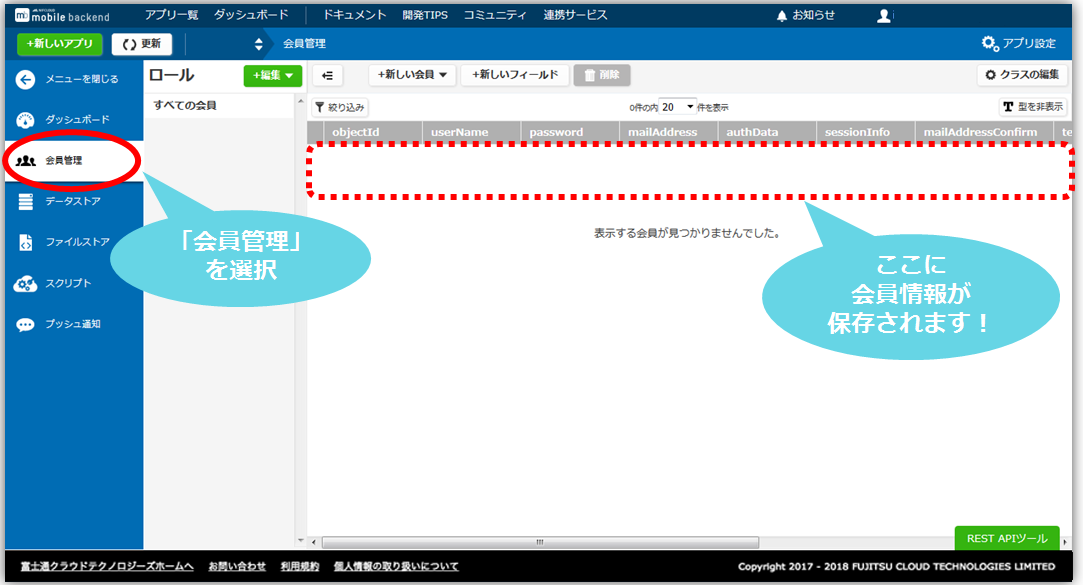 mb mobile backend アプリ一覧 ダッシュボード ドキュメント 開発TIPS コミュニティ 連携サービス お知らせ
+新しいアプリ 更新 会員管理 アプリ設定
メニューを閉じる
ダッシュボード
会員管理
データストア
ファイルストア
スクリプト
プッシュ通知
ロール +編集
すべての会員
+新しい会員 +新しいフィールド 削除 クラスの編集
絞り込み 0件の内 20 件を表示 型を非表示
objectId userName password mailAddress authData sessionInfo mailAddressConfirm te
表示する会員が見つかりませんでした。
「会員管理」
を選択
ここに
会員情報が
保存されます！
REST APIツール
富士通クラウドテクノロジーズホームへ お問い合わせ 利用規約 個人情報の取り扱いについて Copyright 2017 - 2018 FUJITSU CLOUD TECHNOLOGIES LIMITED